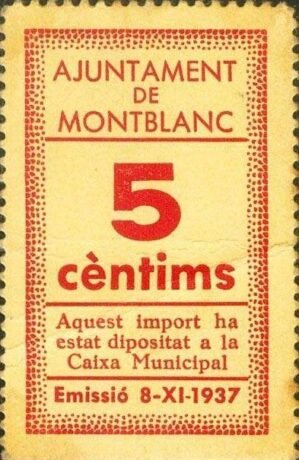 AJUNTAMENT
DE
MONTBLANC
5
cèntims
Aquest import ha
estat dipositat a la
Caixa Municipal
Emissió 8-XI-1937